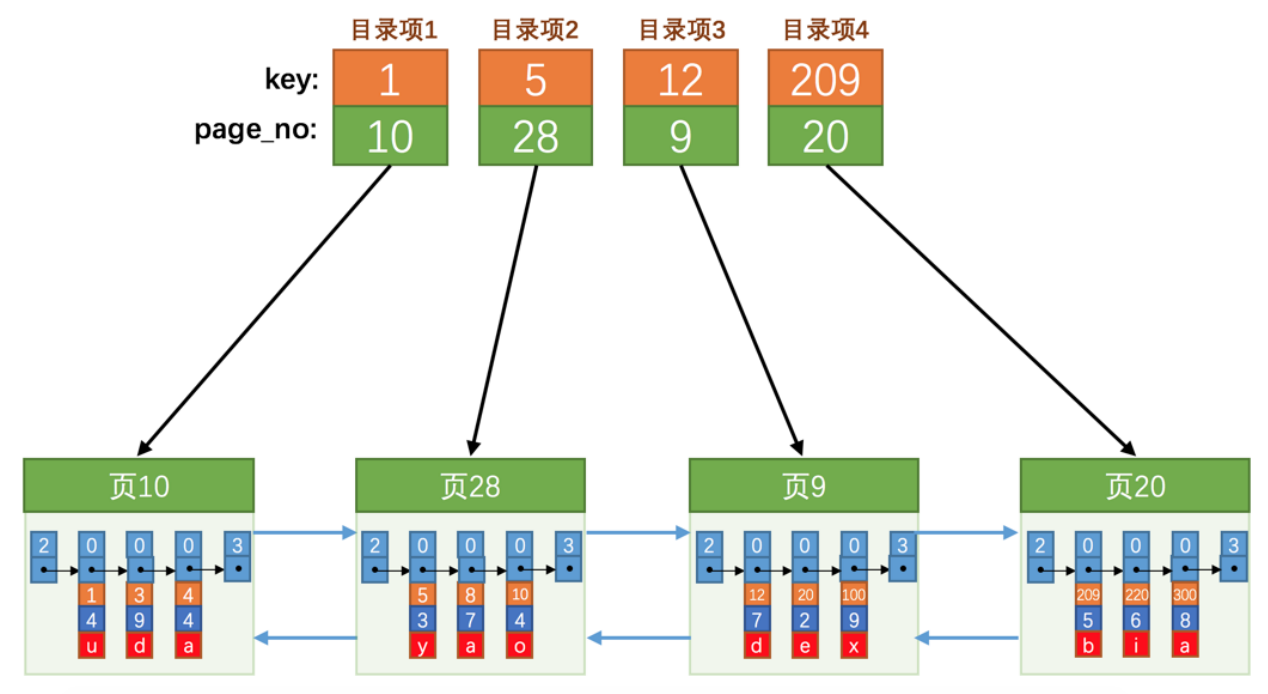 目录项1 目录项2 目录项3 目录项4
key: 1 5 12 209
page_no: 10 28 9 20
页10 页28 页9 页20
2 0 0 0 3 2 0 0 0 3 2 0 0 0 3 2 0 0 0 3
1 3 4 5 8 10 12 20 100 209 220 300
4 9 4 3 7 4 7 2 9 5 6 8
u d a y a o d e x b i a